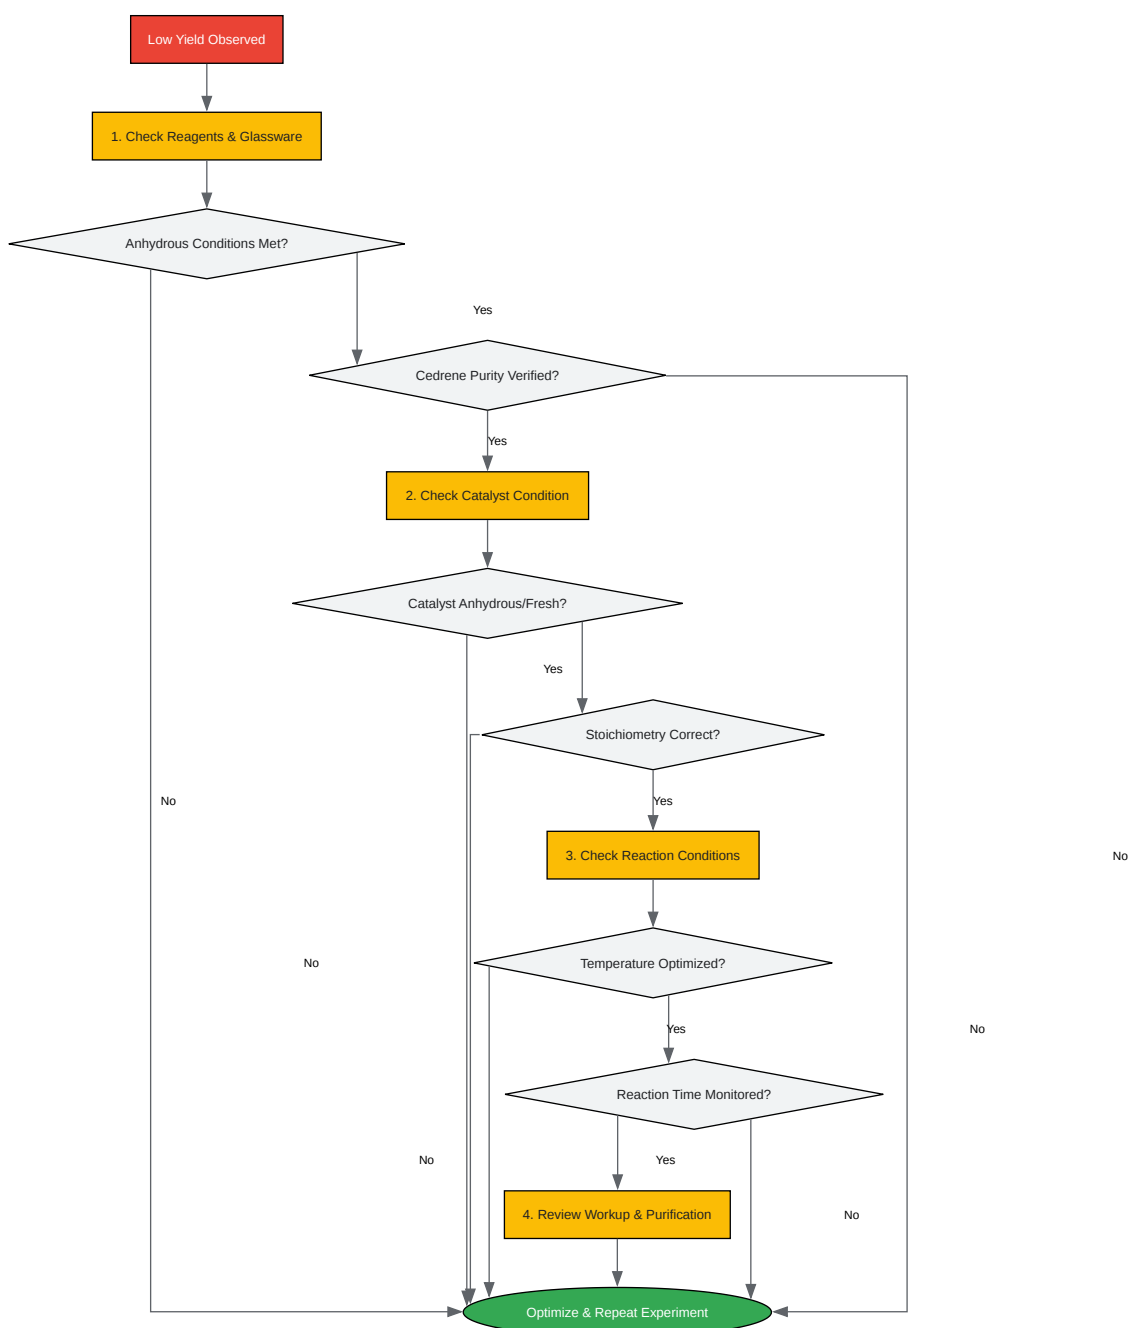 Low Yield Observed
1. Check Reagents & Glassware
Anhydrous Conditions Met?
Yes
Cedrene Purity Verified?
Yes
2. Check Catalyst Condition
Catalyst Anhydrous/Fresh?
Yes
Stoichiometry Correct?
No
Yes
3. Check Reaction Conditions
No
No
Temperature Optimized?
Yes
No
Reaction Time Monitored?
No
Yes
4. Review Workup & Purification
No
Optimize & Repeat Experiment